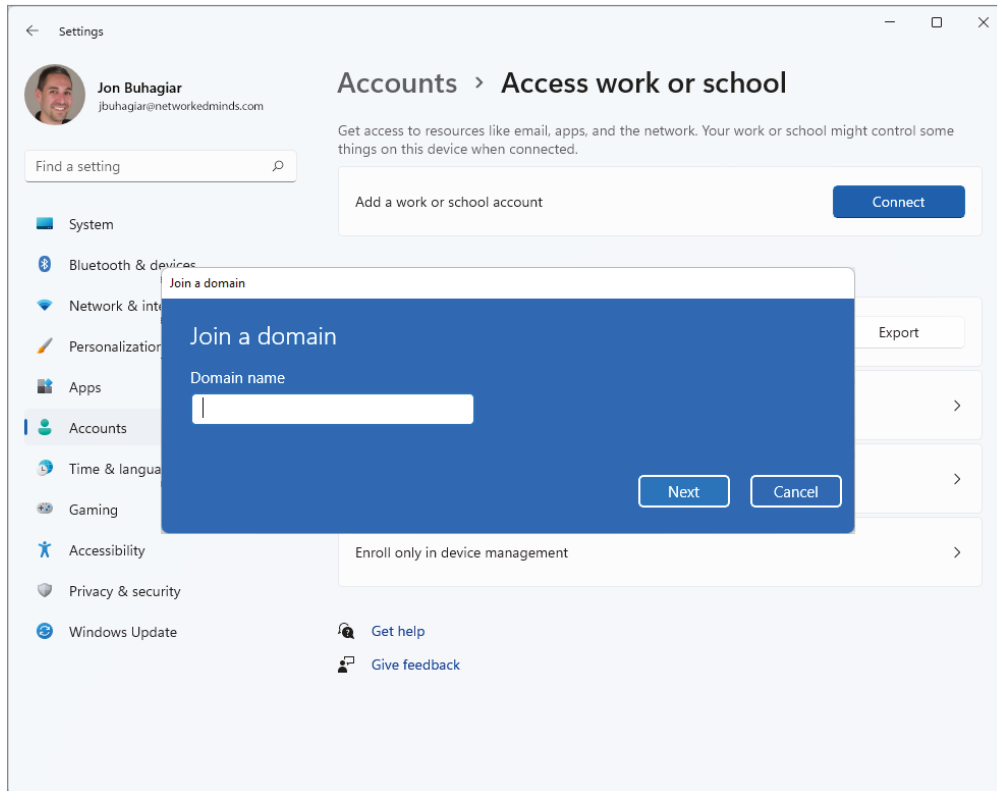 Settings
Jon Buhagiar
jbuhagiar@networkedminds.com
Find a setting
System
Bluetooth & devices
Network & inte
Personalization
Apps
Accounts
Time & langua
Gaming
Accessibility
Privacy & security
Windows Update
Accounts > Access work or school
Get access to resources like email, apps, and the network. Your work or school might control some
things on this device when connected.
Add a work or school account
Connect
Export
Join a domain
Join a domain
Domain name
Next
Cancel
Enroll only in device management
Get help
Give feedback